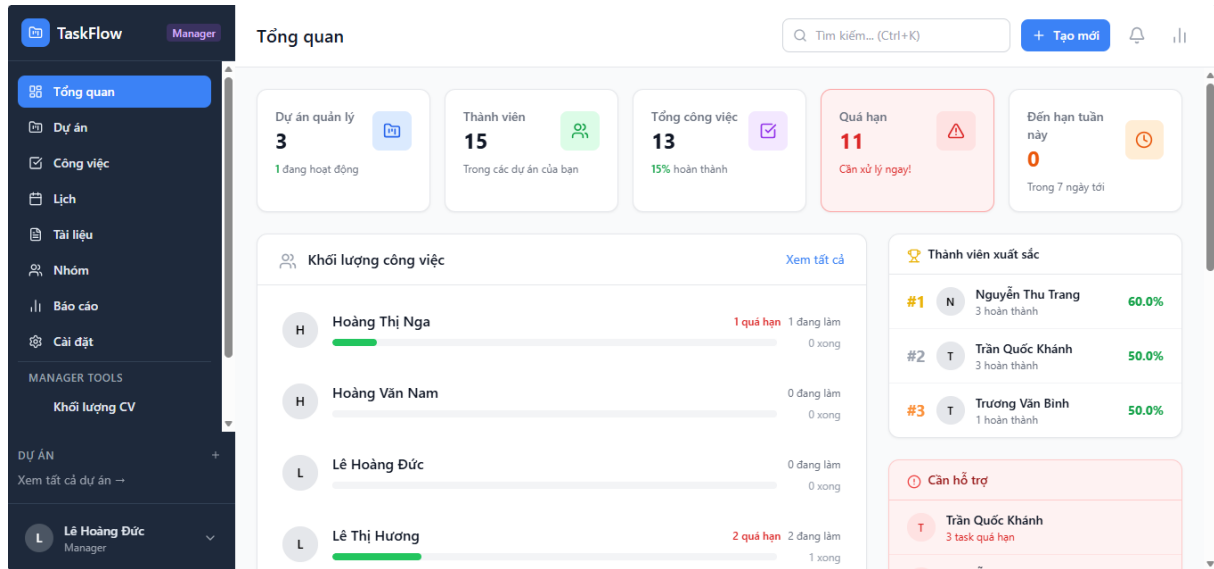 TaskFlow
Manager
Tổng quan
Dự án
Công việc
Lịch
Tài liệu
Nhóm
Báo cáo
Cài đặt
MANAGER TOOLS
Khối lượng CV
DỰ ÁN
+
Xem tất cả dự án →
L
Lê Hoàng Đức
Manager
Tổng quan
Tìm kiếm... (Ctrl+K)
+ Tạo mới
Dự án quản lý
3
1 đang hoạt động
Thành viên
15
Trong các dự án của bạn
Tổng công việc
13
15% hoàn thành
Quá hạn
11
Cần xử lý ngay!
Đến hạn tuần
này
0
Trong 7 ngày tới
Khối lượng công việc
Xem tất cả
H
Hoàng Thị Nga
1 quá hạn 1 đang làm
0 xong
H
Hoàng Văn Nam
0 đang làm
0 xong
L
Lê Hoàng Đức
0 đang làm
0 xong
L
Lê Thị Hương
2 quá hạn 2 đang làm
1 xong
Thành viên xuất sắc
#1
N
Nguyễn Thu Trang
3 hoàn thành
60.0%
#2
T
Trần Quốc Khánh
3 hoàn thành
50.0%
#3
T
Trương Văn Bình
1 hoàn thành
50.0%
Cần hỗ trợ
T
Trần Quốc Khánh
3 task quá hạn